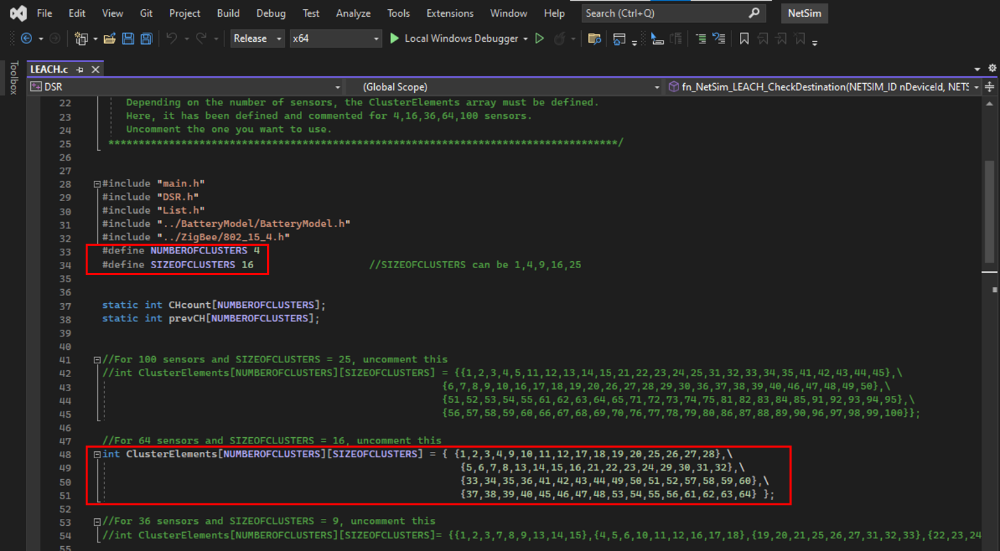 File Edit View Git Project Build Debug Test Analyze Tools Extensions Window Help Search (Ctrl+Q) NetSim
Release x64 Local Windows Debugger
Toolbox
LEACH.c
DSR (Global Scope) fn_NetSim_LEACH_CheckDestination(NETSIM_ID nDeviceId, NETS
22 Depending on the number of sensors, the ClusterElements array must be defined.
23 Here, it has been defined and commented for 4,16,36,64,100 sensors.
24 Uncomment the one you want to use.
25 *************************************************************************************/
26
27
28 #include "main.h"
29 #include "DSR.h"
30 #include "List.h"
31 #include "../BatteryModel/BatteryModel.h"
32 #include "../ZigBee/802_15_4.h"
33 #define NUMBEROFCLUSTERS 4
34 #define SIZEOFCLUSTERS 16 //SIZEOFCLUSTERS can be 1,4,9,16,25
35
36
37 static int CHcount[NUMBEROFCLUSTERS];
38 static int prevCH[NUMBEROFCLUSTERS];
39
40
41 //For 100 sensors and SIZEOFCLUSTERS = 25, uncomment this
42 //int ClusterElements[NUMBEROFCLUSTERS][SIZEOFCLUSTERS] = {{1,2,3,4,5,11,12,13,14,15,21,22,23,24,25,31,32,33,34,35,41,42,43,44,45},\
43 {6,7,8,9,10,16,17,18,19,20,26,27,28,29,30,36,37,38,39,40,46,47,48,49,50},\
44 {51,52,53,54,55,61,62,63,64,65,71,72,73,74,75,81,82,83,84,85,91,92,93,94,95},\
45 {56,57,58,59,60,66,67,68,69,70,76,77,78,79,80,86,87,88,89,90,96,97,98,99,100}};
46
47 //For 64 sensors and SIZEOFCLUSTERS = 16, uncomment this
48 int ClusterElements[NUMBEROFCLUSTERS][SIZEOFCLUSTERS] = { {1,2,3,4,9,10,11,12,17,18,19,20,25,26,27,28},\
49 {5,6,7,8,13,14,15,16,21,22,23,24,29,30,31,32},\
50 {33,34,35,36,41,42,43,44,49,50,51,52,57,58,59,60},\
51 {37,38,39,40,45,46,47,48,53,54,55,56,61,62,63,64} };
52
53 //For 36 sensors and SIZEOFCLUSTERS = 9, uncomment this
54 //int ClusterElements[NUMBEROFCLUSTERS][SIZEOFCLUSTERS]= {{1,2,3,7,8,9,13,14,15},{4,5,6,10,11,12,16,17,18},{19,20,21,25,26,27,31,32,33},{22,23,24
55